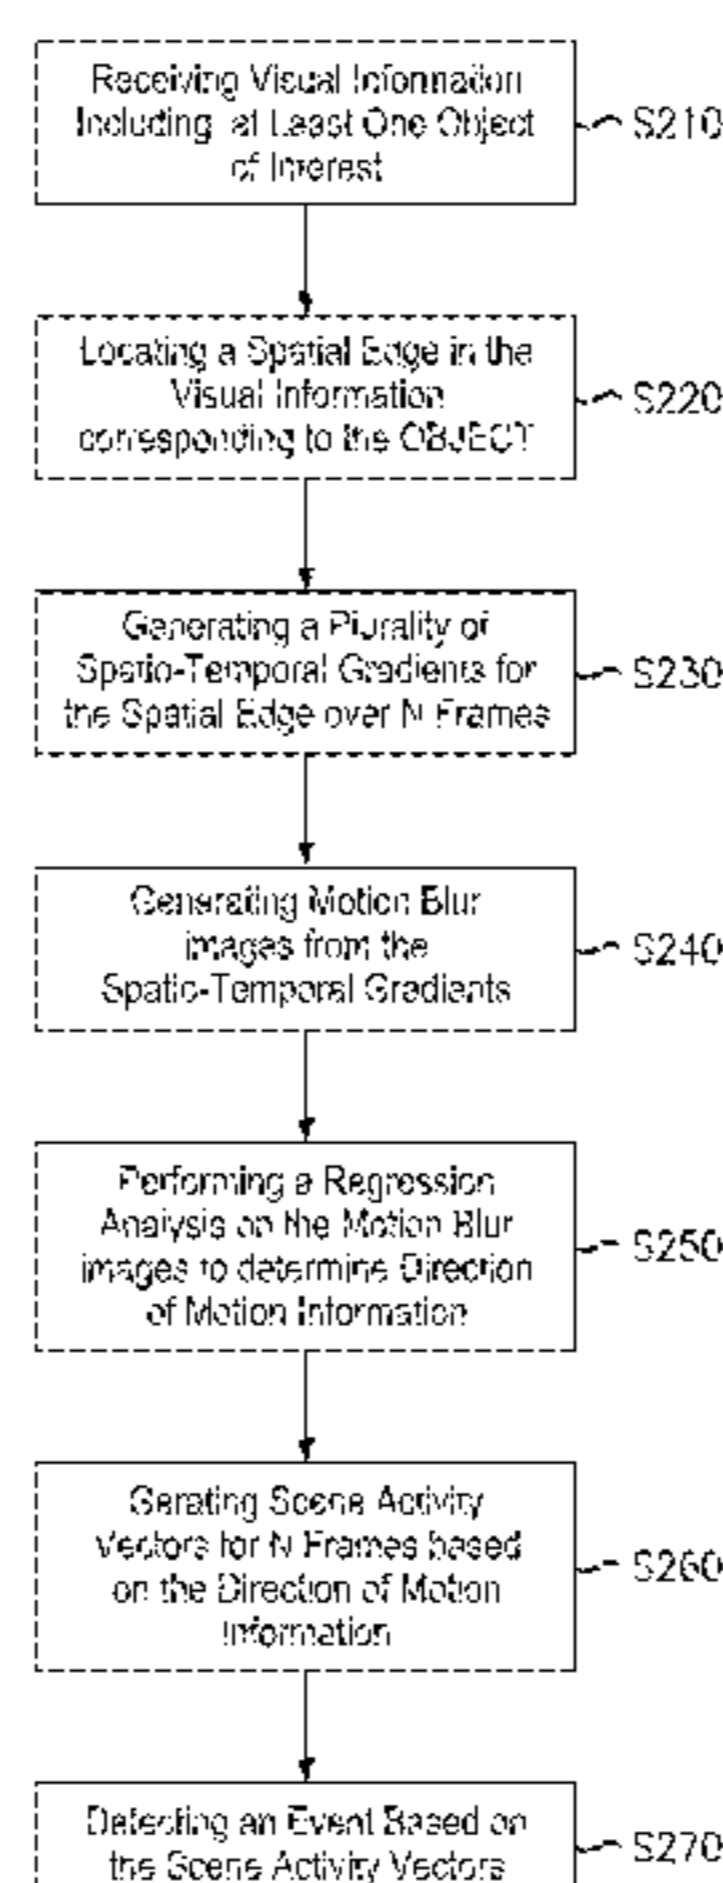 Receiving Visual Information
Including at Least One Object
of Interest
S210
Locating a Spatial Edge in the
Visual Information
corresponding to the OBJECT
S220
Generating a Plurality of
Spatio-Temporal Gradients for
the Spatial Edge over N Frames
S230
Generating Motion Blur
images from the
Spatio-Temporal Gradients
S240
Performing a Regression
Analysis on the Motion Blur
images to determine Direction
of Motion Information
S250
Gerating Scene Activity
Vectors for N Frames based
on the Direction of Motion
Information
S260
Detecting an Event Based on
the Scene Activity Vectors
S270